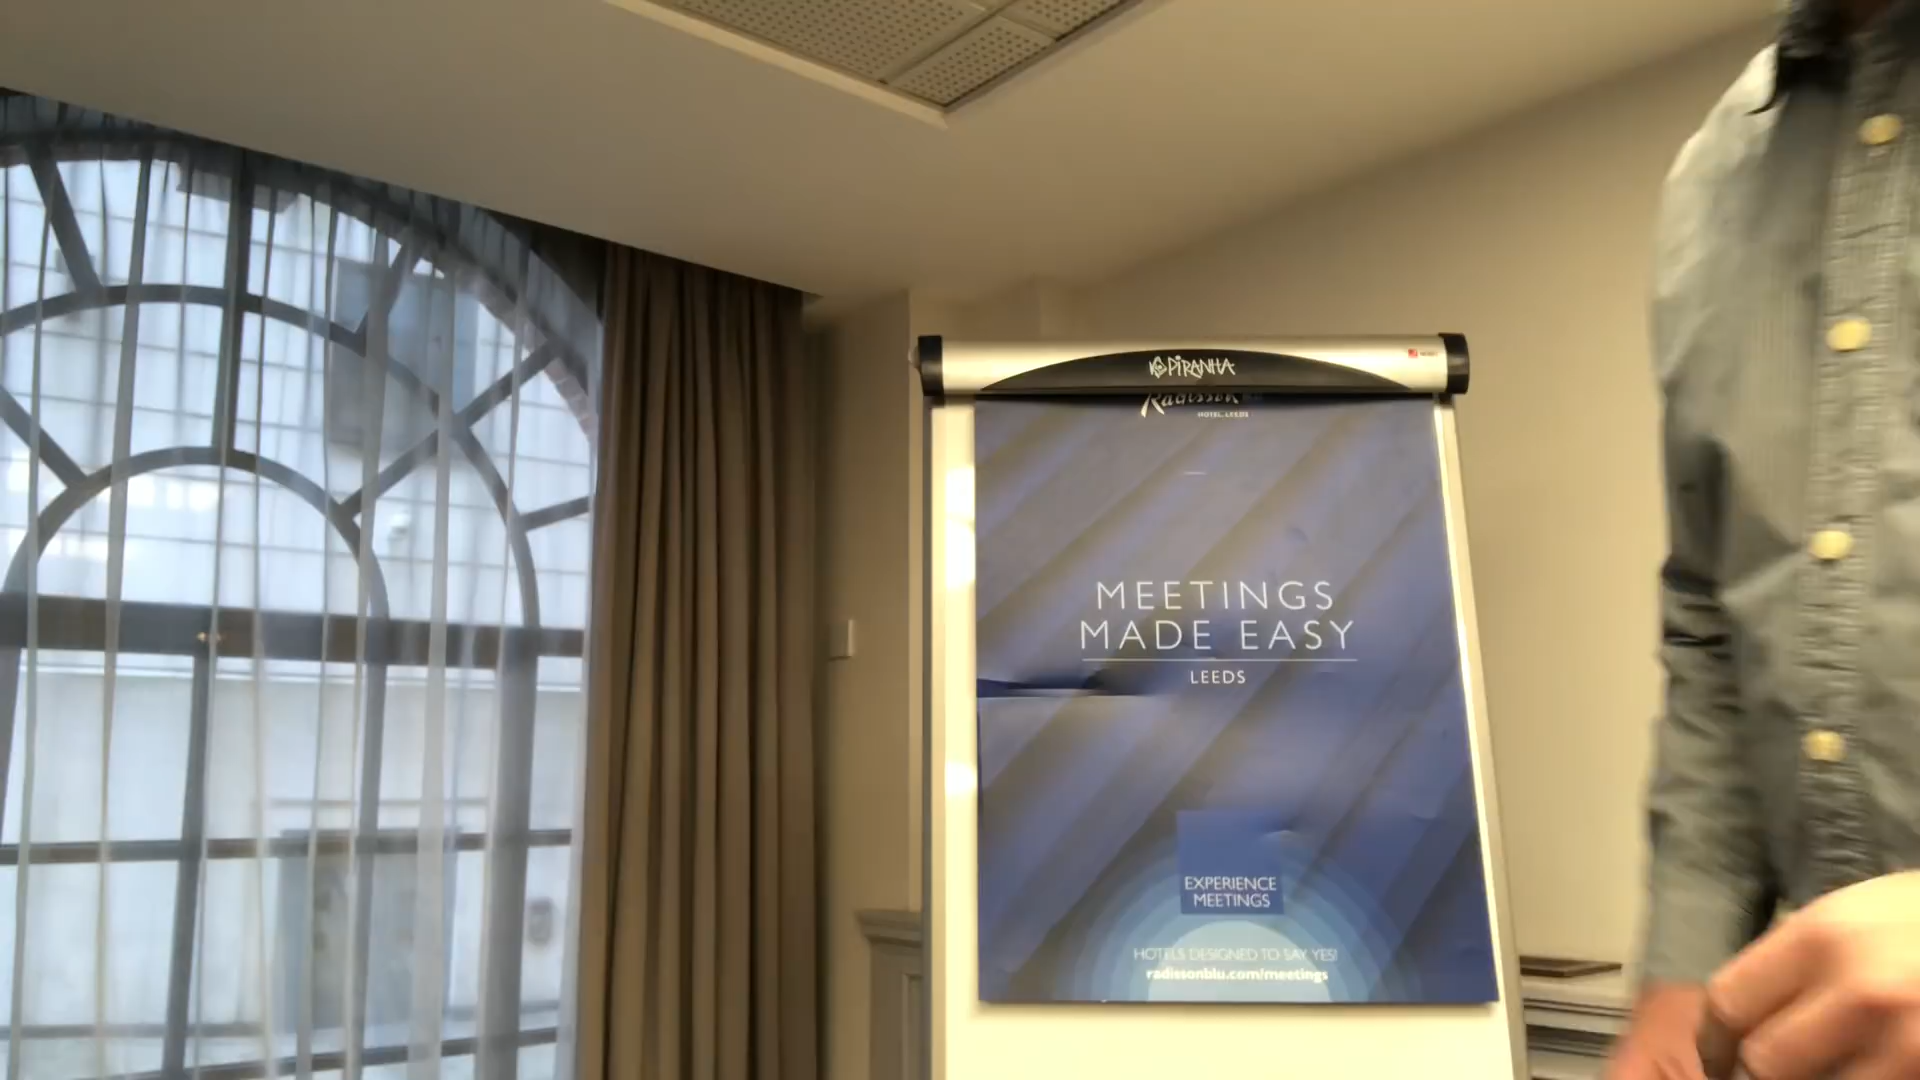 PIRANHA
Radisson
HOTEL, LEEDS
MEETINGS
MADE EASY
LEEDS
EXPERIENCE
MEETINGS
HOTELS DESIGNED TO SAY YES!
radissonblu.com/meetings